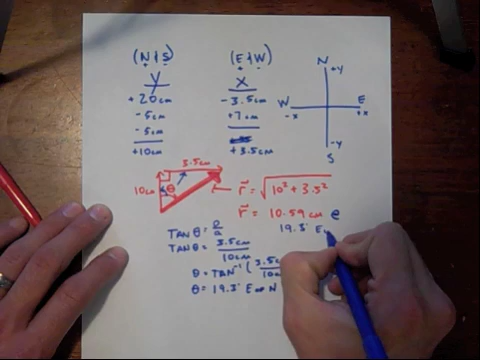 (N & S)
+ -
Y
+20cm
-5cm
-5cm
+10cm
(E & W)
+ -
X
-3.5cm
+7cm
+3.5cm
N
+y
W
E
-x
+x
-y
S
3.5cm
10cm
θ
r⃗ = √10² + 3.5²
r⃗ = 10.59 cm @
19.3° E
TAN θ = O/A
TAN θ = 3.5cm/10cm
θ = TAN⁻¹ (3.5cm/10
θ = 19.3° E OF N